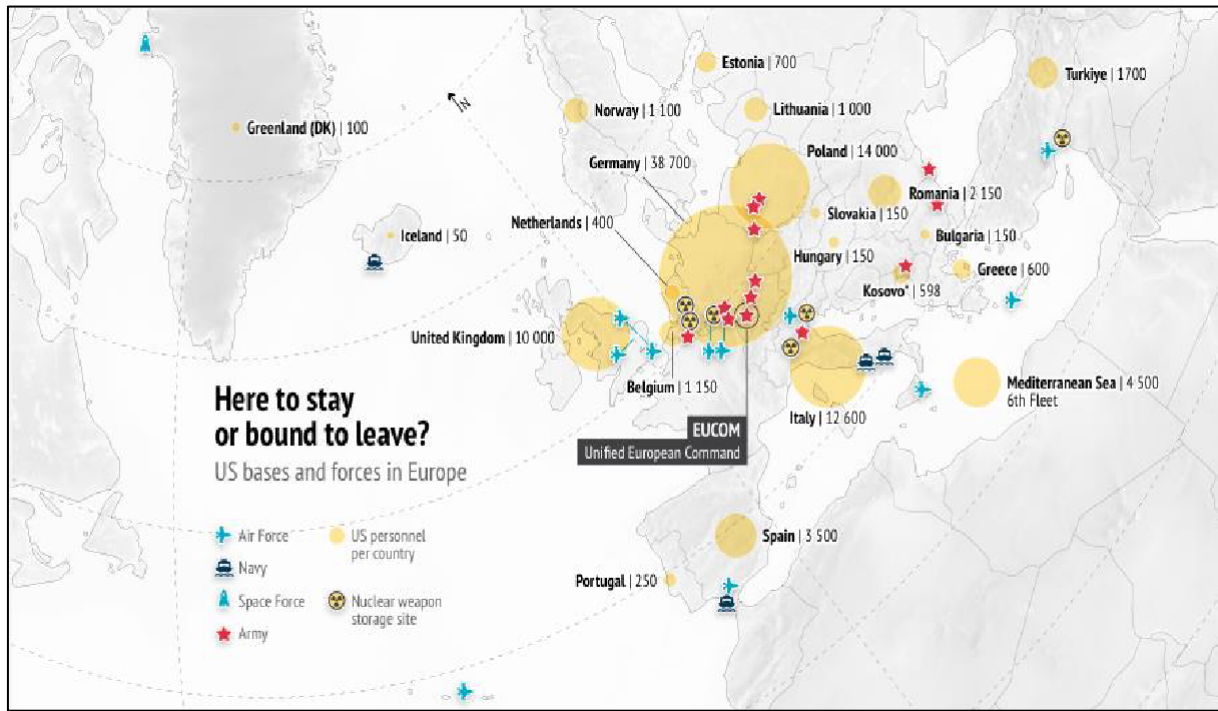 Estonia | 700
Turkiye | 1700
Norway | 1 100
Lithuania | 1 000
Greenland (DK) | 100
N
Germany | 38 700
Poland | 14 000
Romania | 2 150
Slovakia | 150
Netherlands | 400
Iceland | 50
Bulgaria | 150
Hungary | 150
Greece | 600
Kosovo* | 598
United Kingdom | 10 000
Belgium | 1 150
Mediterranean Sea | 4 500
6th Fleet
Italy | 12 600
EUCOM
Unified European Command
Here to stay
or bound to leave?
US bases and forces in Europe
Air Force
Navy
Space Force
Army
US personnel
per country
Nuclear weapon
storage site
Spain | 3 500
Portugal | 250